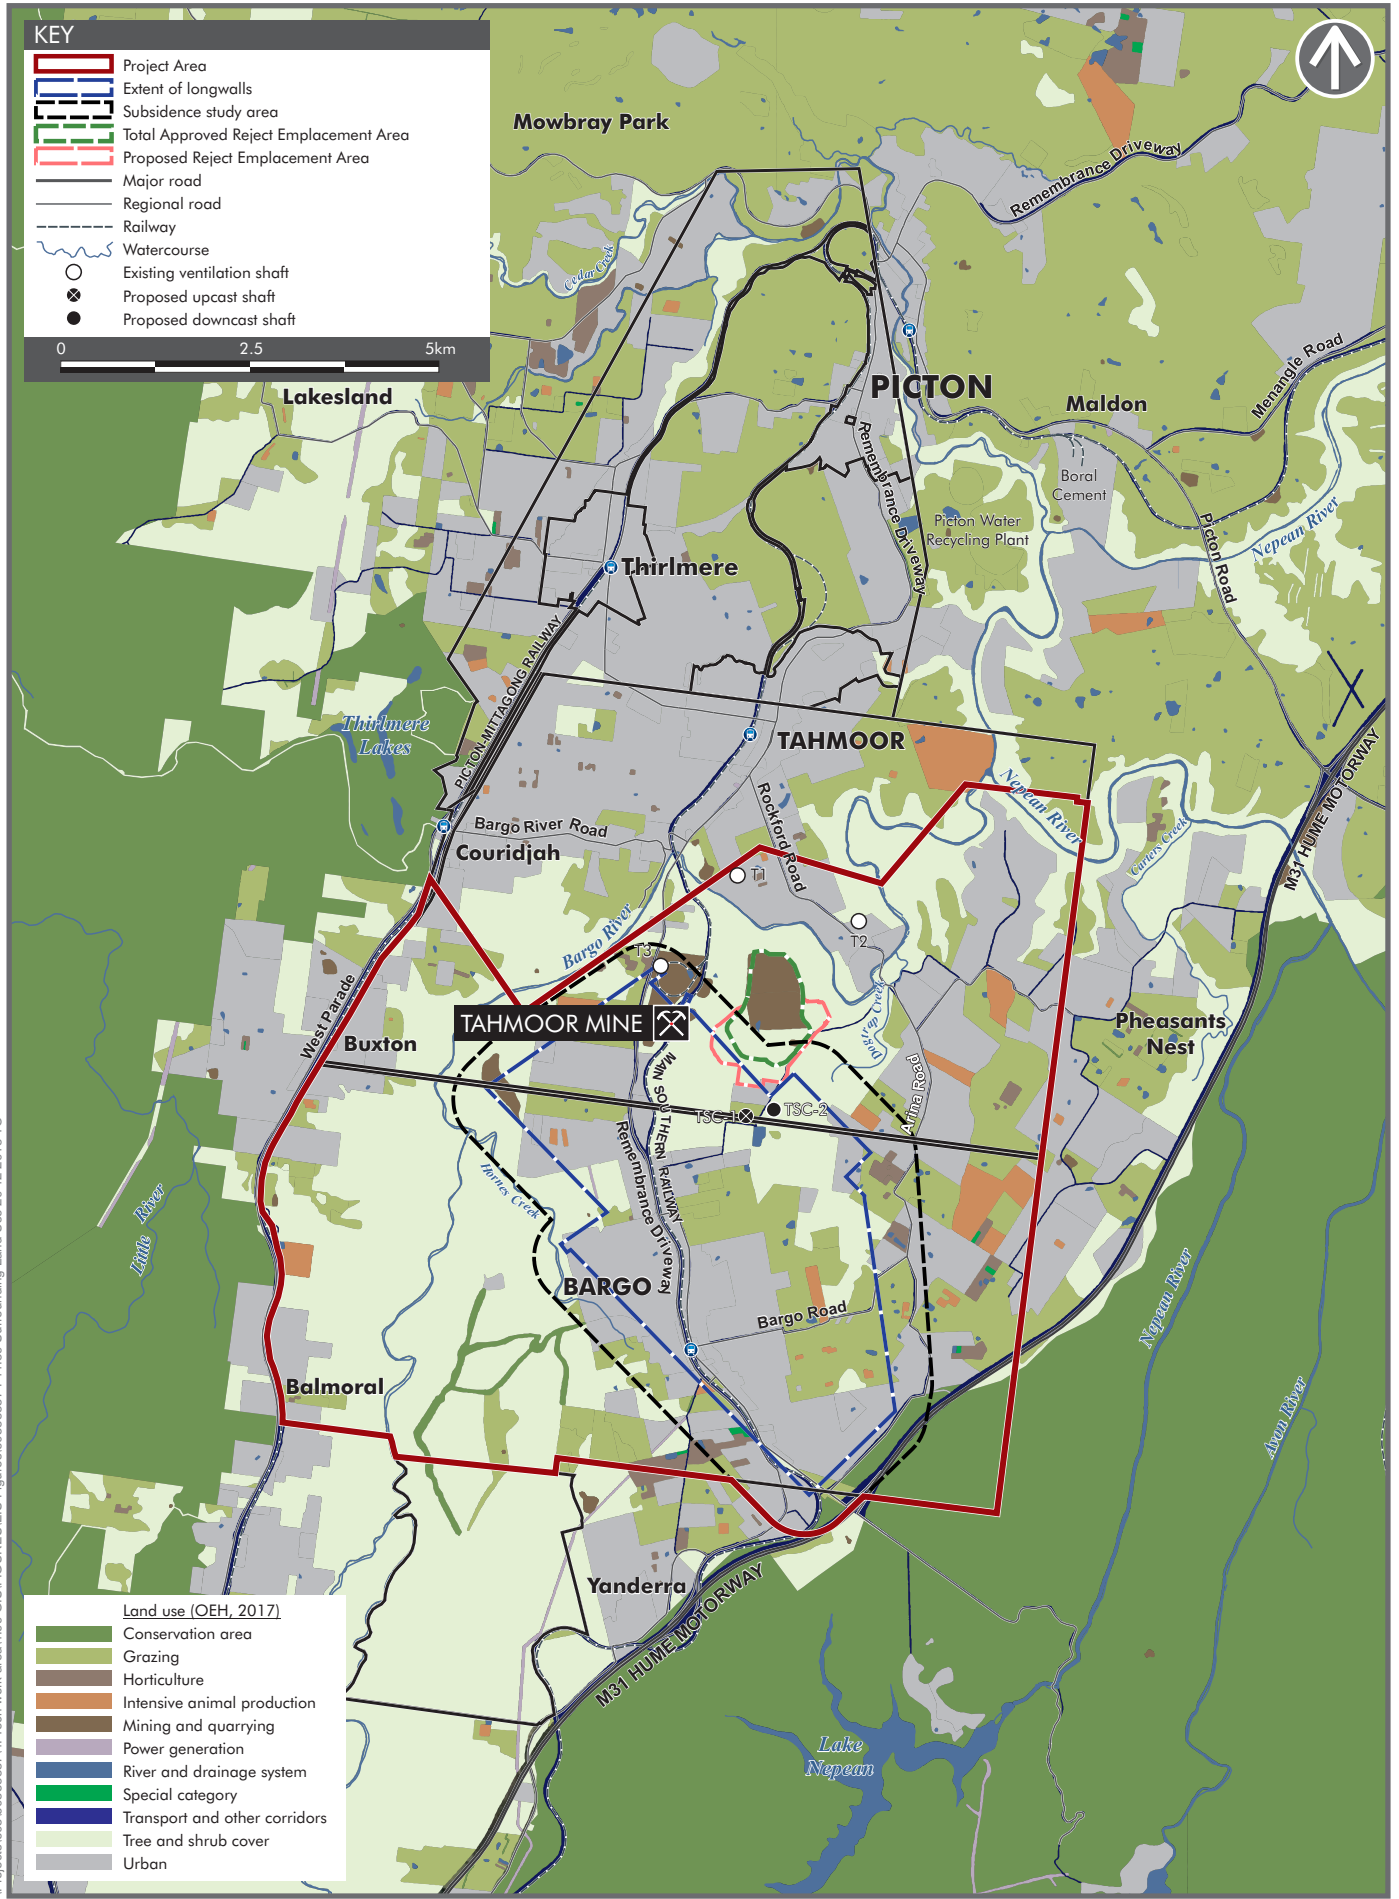 KEY
Project Area
Extent of longwalls
Subsidence study area
Total Approved Reject Emplacement Area
Proposed Reject Emplacement Area
Major road
Regional road
Railway
Watercourse
Existing ventilation shaft
Proposed upcast shaft
Proposed downcast shaft
0 2.5 5km
Mowbray Park
Remembrance Driveway
Cedar Creek
Lakesland
PICTON
Maldon
Menangle Road
Remembrance Driveway
Boral
Cement
Picton Water
Recycling Plant
Nepean River
Picton Road
Thirlmere
PICTON-MITTAGONG RAILWAY
Thirlmere
Lakes
TAHMOOR
Nepean River
M31 HUME MOTORWAY
Rockford Road
Bargo River Road
Couridjah
Carters Creek
T1
T2
T3
Bargo River
West Parade
TAHMOOR MINE
Buxton
Dogtrap Creek
Pheasants
Nest
Arina Road
MAIN SOUTHERN RAILWAY
TSC-1
TSC-2
Remembrance Driveway
Hornes Creek
Little River
BARGO
Bargo Road
Nepean River
Balmoral
Avon River
Yanderra
M31 HUME MOTORWAY
Lake
Nepean
Land use (OEH, 2017)
Conservation area
Grazing
Horticulture
Intensive animal production
Mining and quarrying
Power generation
River and drainage system
Special category
Transport and other corridors
Tree and shrub cover
Urban